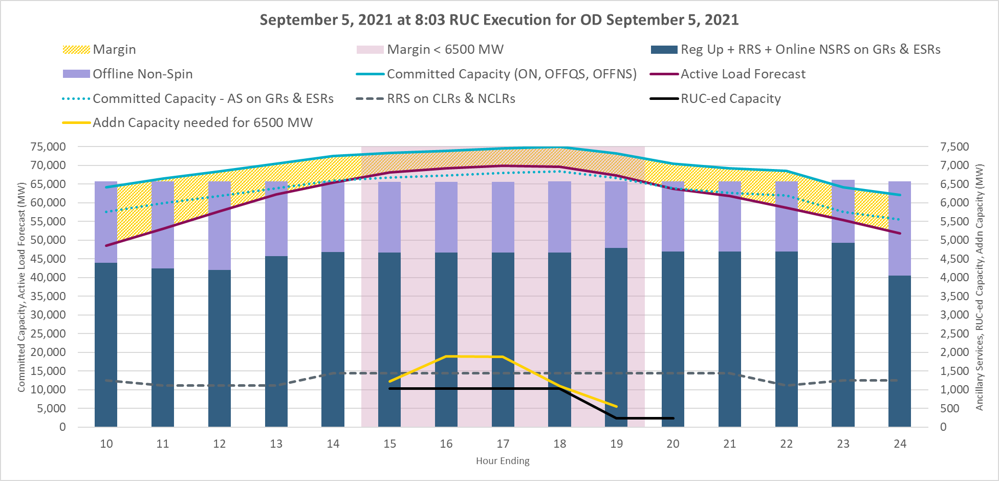 September 5, 2021 at 8:03 RUC Execution for OD September 5, 2021
Margin
Margin < 6500 MW
Reg Up + RRS + Online NSRS on GRs & ESRs
Offline Non-Spin
Committed Capacity (ON, OFFQS, OFFNS)
Active Load Forecast
Committed Capacity - AS on GRs & ESRs
RRS on CLRs & NCLRs
RUC-ed Capacity
Addn Capacity needed for 6500 MW
Committed Capacity, Active Load Forecast (MW)
75,000
70,000
65,000
60,000
55,000
50,000
45,000
40,000
35,000
30,000
25,000
20,000
15,000
10,000
5,000
0
7,500
7,000
6,500
6,000
5,500
5,000
4,500
4,000
3,500
3,000
2,500
2,000
1,500
1,000
500
0
Ancillary Services, RUC-ed Capacity, Addn Capacity (MW)
10 11 12 13 14 15 16 17 18 19 20 21 22 23 24
Hour Ending